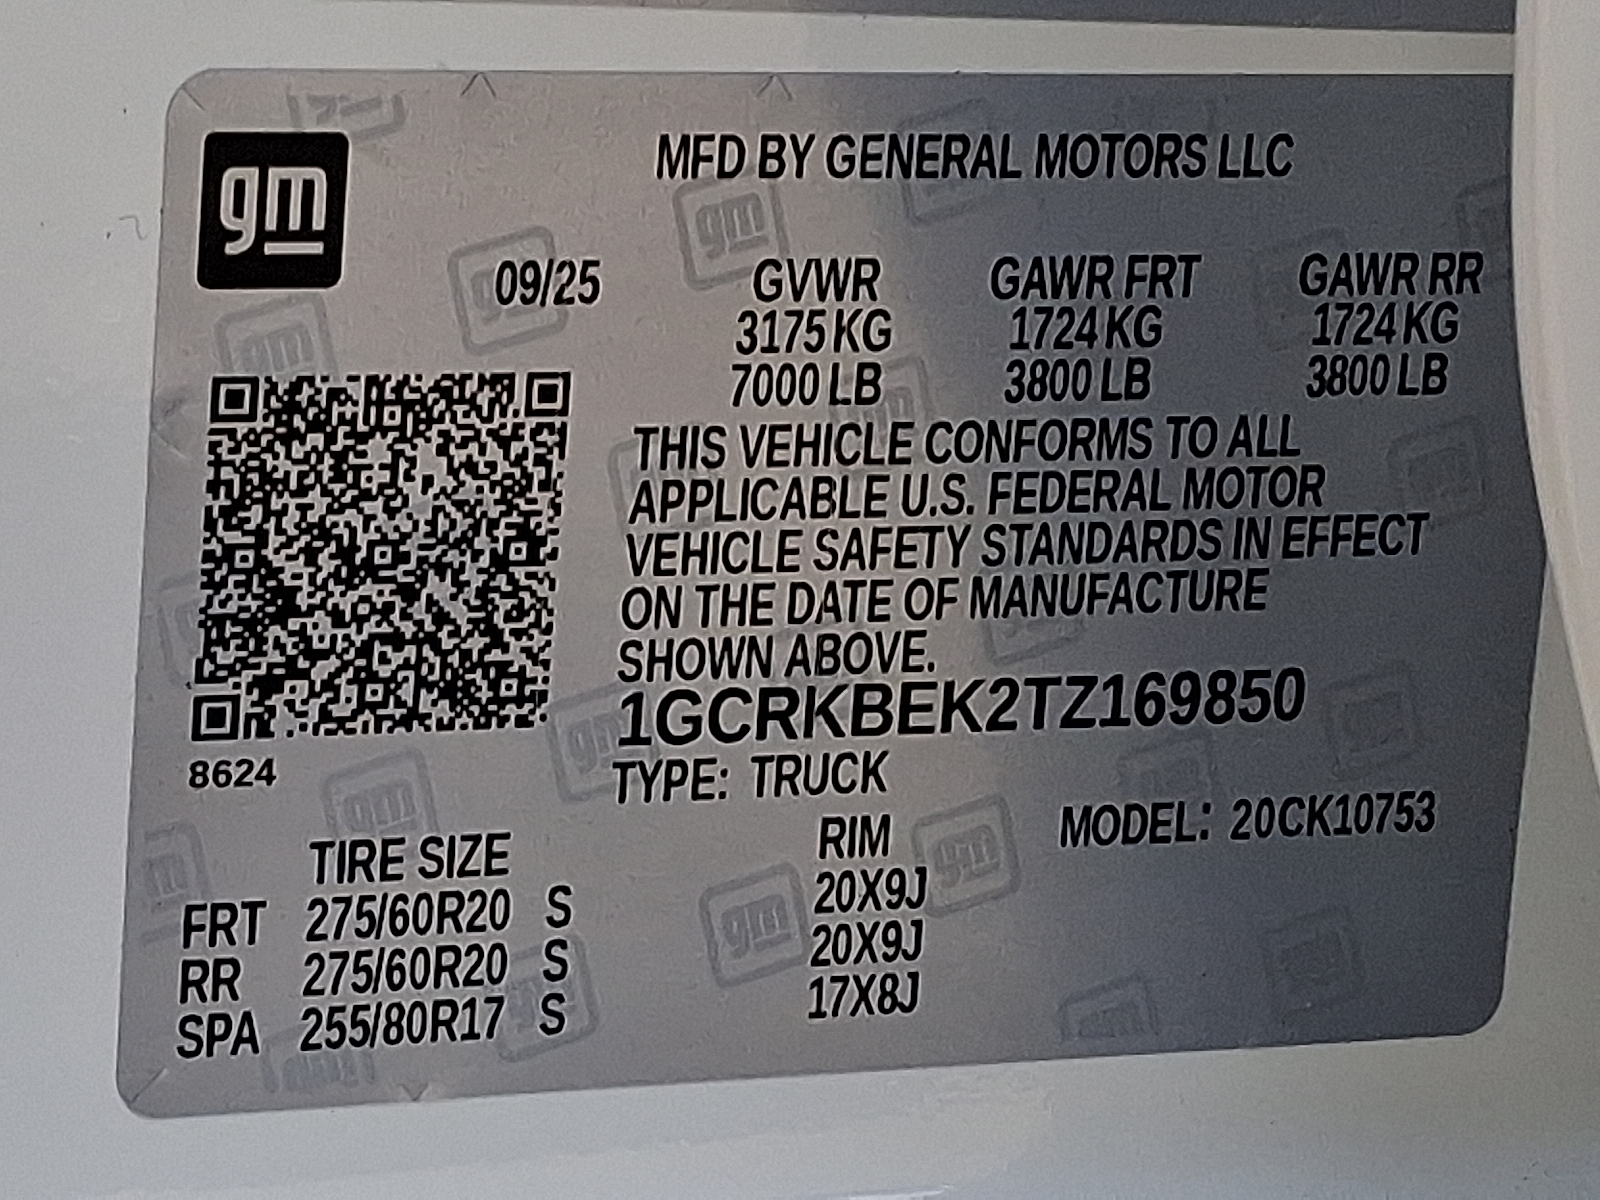 gm
MFD BY GENERAL MOTORS LLC
09/25 GVWR GAWR FRT GAWR RR
3175 KG 1724 KG 1724 KG
7000 LB 3800 LB 3800 LB
THIS VEHICLE CONFORMS TO ALL
APPLICABLE U.S. FEDERAL MOTOR
VEHICLE SAFETY STANDARDS IN EFFECT
ON THE DATE OF MANUFACTURE
SHOWN ABOVE.
1GCRKBEK2TZ169850
8624
TYPE: TRUCK
MODEL: 20CK10753
TIRE SIZE RIM
FRT 275/60R20 S 20X9J
RR 275/60R20 S 20X9J
SPA 255/80R17 S 17X8J